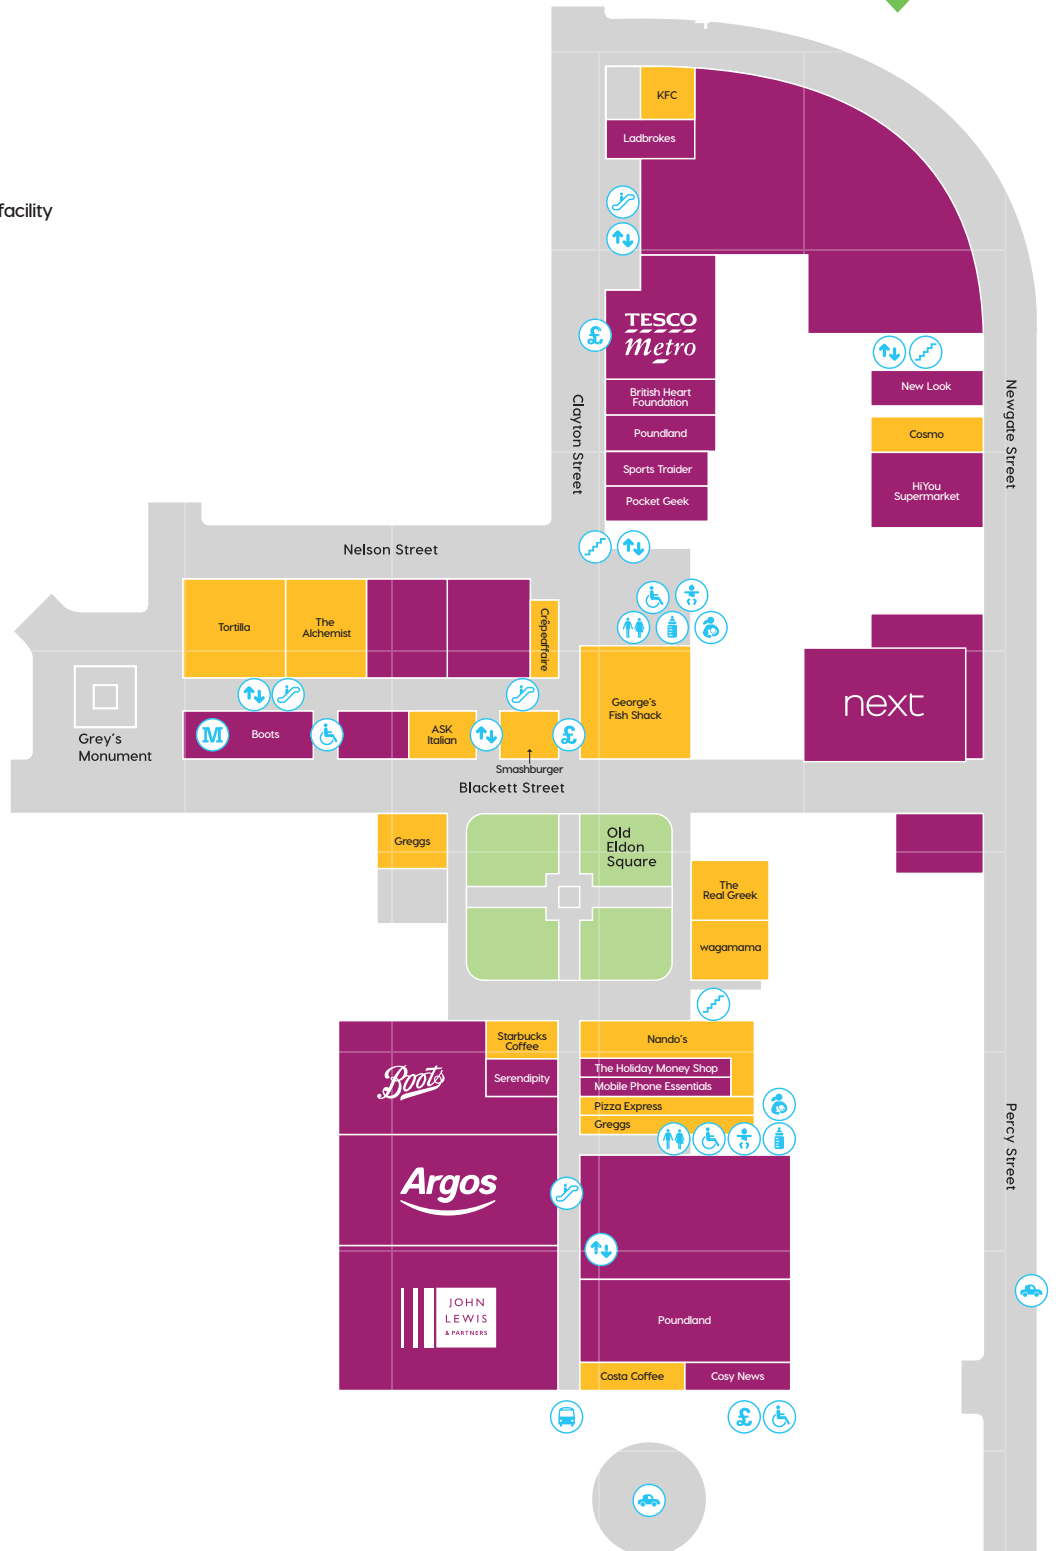 KFC
Ladbrokes
facility
TESCO
metro
£
British Heart
Foundation
Poundland
Sports Traider
Pocket Geek
New Look
Cosmo
HiYou
Supermarket
Clayton Street
Newgate Street
Nelson Street
Tortilla
The
Alchemist
Crêpeaffaire
George's
Fish Shack
next
M
Boots
ASK
Italian
£
Smashburger
Grey's
Monument
Blackett Street
Greggs
Old
Eldon
Square
The
Real Greek
wagamama
Starbucks
Coffee
Serendipity
Boots
Nando's
The Holiday Money Shop
Mobile Phone Essentials
Pizza Express
Greggs
Argos
Percy Street
JOHN
LEWIS
& PARTNERS
Poundland
Costa Coffee
Cosy News
£